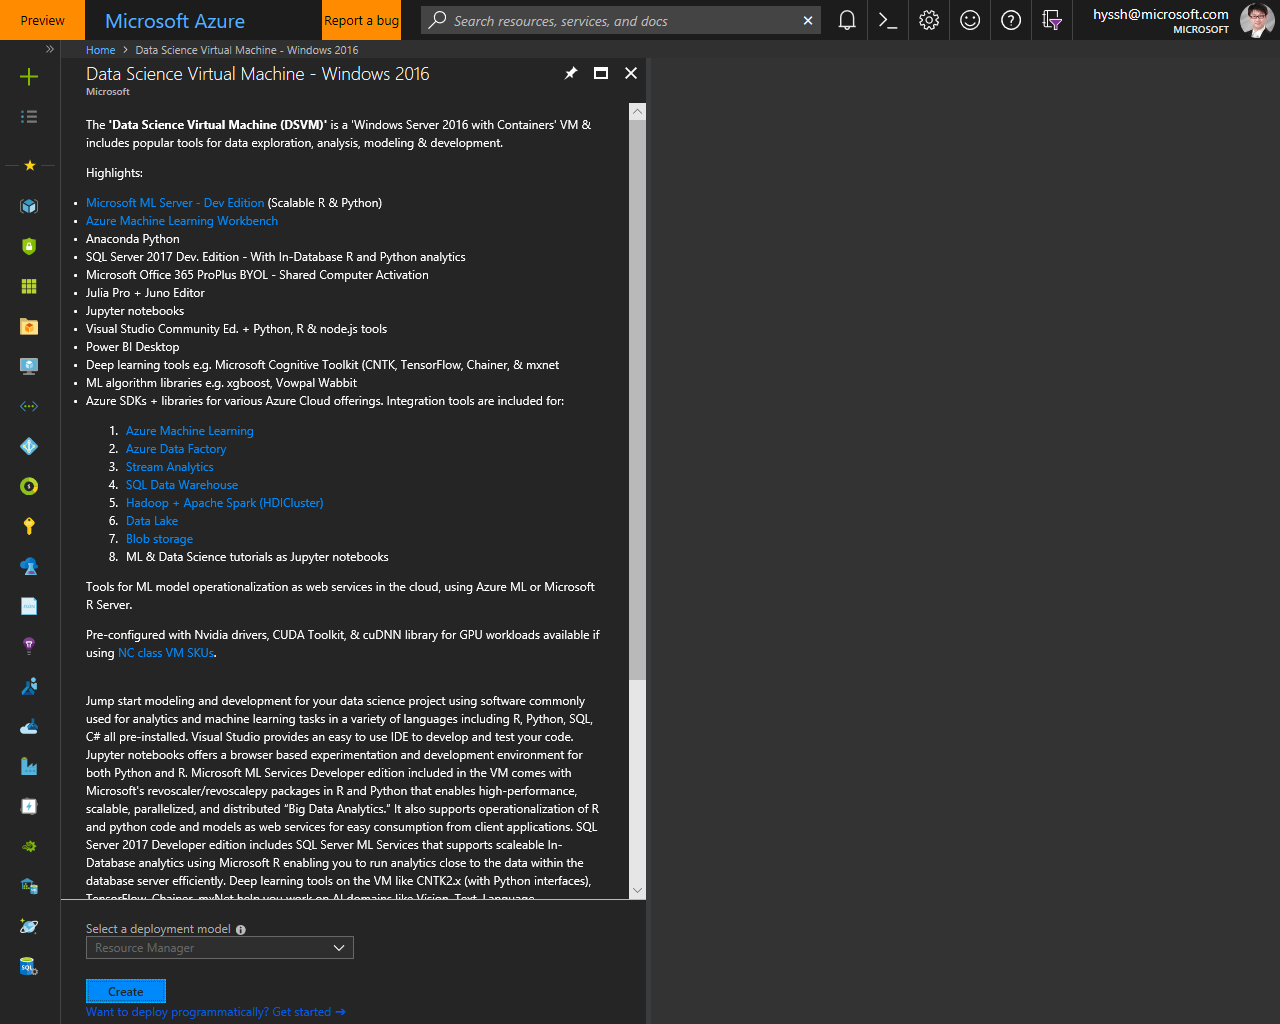 Preview
Microsoft Azure
Report a bug
Search resources, services, and docs
hyssh@microsoft.com
MICROSOFT
Home > Data Science Virtual Machine - Windows 2016
Data Science Virtual Machine - Windows 2016
Microsoft
The 'Data Science Virtual Machine (DSVM)' is a 'Windows Server 2016 with Containers' VM &
includes popular tools for data exploration, analysis, modeling & development.
Highlights:
• Microsoft ML Server - Dev Edition (Scalable R & Python)
• Azure Machine Learning Workbench
• Anaconda Python
• SQL Server 2017 Dev. Edition - With In-Database R and Python analytics
• Microsoft Office 365 ProPlus BYOL - Shared Computer Activation
• Julia Pro + Juno Editor
• Jupyter notebooks
• Visual Studio Community Ed. + Python, R & node.js tools
• Power BI Desktop
• Deep learning tools e.g. Microsoft Cognitive Toolkit (CNTK, TensorFlow, Chainer, & mxnet
• ML algorithm libraries e.g. xgboost, Vowpal Wabbit
• Azure SDKs + libraries for various Azure Cloud offerings. Integration tools are included for:
1. Azure Machine Learning
2. Azure Data Factory
3. Stream Analytics
4. SQL Data Warehouse
5. Hadoop + Apache Spark (HDICluster)
6. Data Lake
7. Blob storage
8. ML & Data Science tutorials as Jupyter notebooks
Tools for ML model operationalization as web services in the cloud, using Azure ML or Microsoft
R Server.
Pre-configured with Nvidia drivers, CUDA Toolkit, & cuDNN library for GPU workloads available if
using NC class VM SKUs.
Jump start modeling and development for your data science project using software commonly
used for analytics and machine learning tasks in a variety of languages including R, Python, SQL,
C# all pre-installed. Visual Studio provides an easy to use IDE to develop and test your code.
Jupyter notebooks offers a browser based experimentation and development environment for
both Python and R. Microsoft ML Services Developer edition included in the VM comes with
Microsoft's revoscaler/revoscalepy packages in R and Python that enables high-performance,
scalable, parallelized, and distributed “Big Data Analytics.” It also supports operationalization of R
and python code and models as web services for easy consumption from client applications. SQL
Server 2017 Developer edition includes SQL Server ML Services that supports scaleable In-
Database analytics using Microsoft R enabling you to run analytics close to the data within the
database server efficiently. Deep learning tools on the VM like CNTK2.x (with Python interfaces),
TensorFlow, Chainer, mxNet help you work on AI domains like Vision, Text, Language
Select a deployment model
Resource Manager
Create
Want to deploy programmatically? Get started →